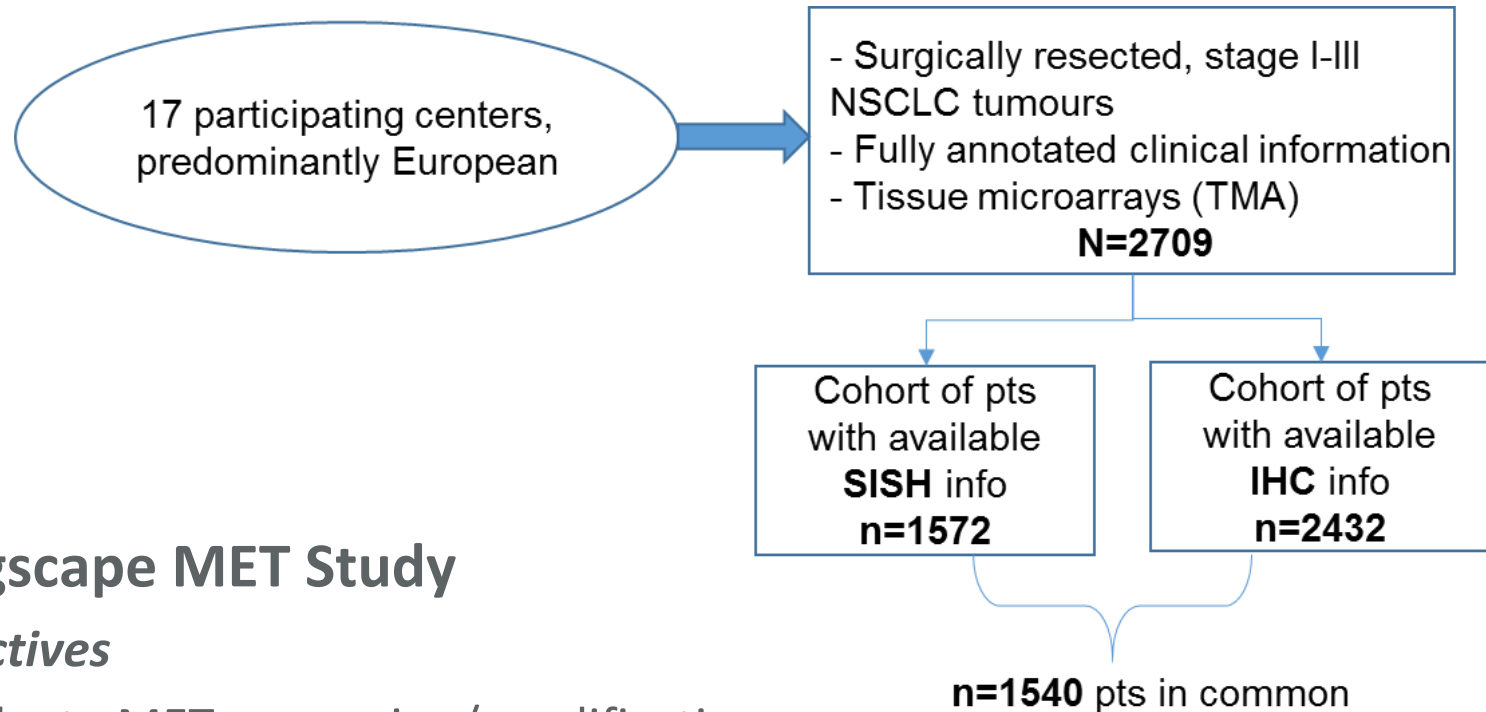 17 participating centers,
predominantly European
- Surgically resected, stage I-III
NSCLC tumours
- Fully annotated clinical information
- Tissue microarrays (TMA)
N=2709
Cohort of pts
with available
SISH info
n=1572
Cohort of pts
with available
IHC info
n=2432
n=1540 pts in common
gscape MET Study
ctives
MET